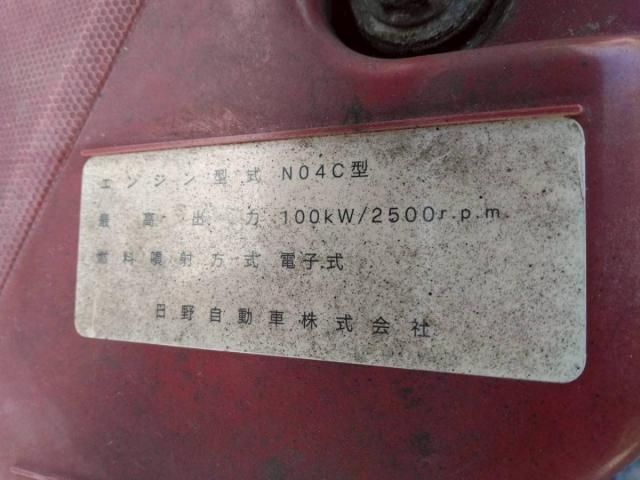 エンジン型式 N04C型
最高出力 100kW/2500r.p.m
燃料噴射方式 電子式
日野自動車株式会社